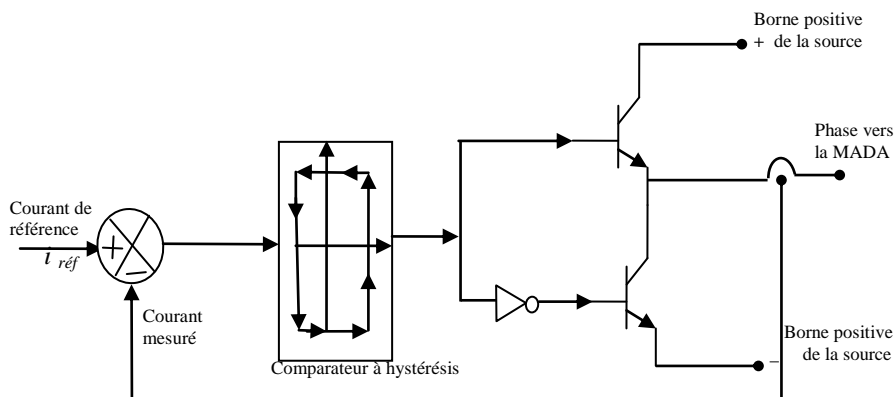 Borne positive
+ de la source
Phase vers
la MADA
Courant de
référence
i réf
+
−
Courant
mesuré
Comparateur à hystérésis
Borne positive
− de la source